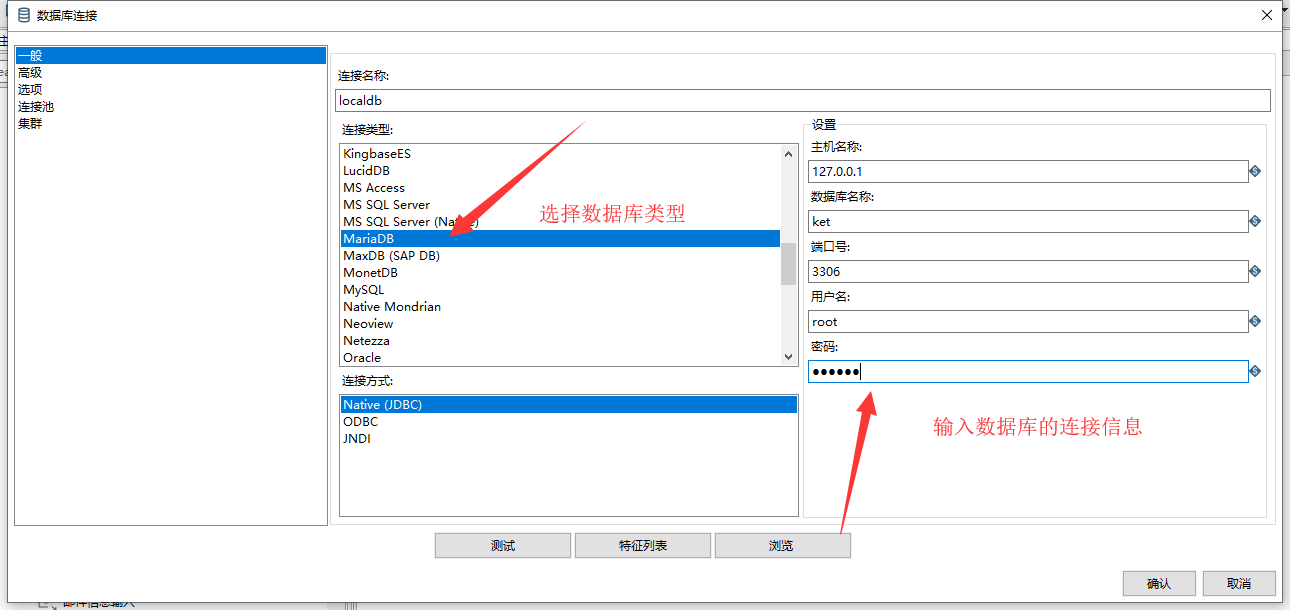 数据库连接
一般
高级
选项
连接池
集群
连接名称:
localdb
连接类型:
KingbaseES
LucidDB
MS Access
MS SQL Server
MS SQL Server (Native)
MariaDB
MaxDB (SAP DB)
MonetDB
MySQL
Native Mondrian
Neoview
Netezza
Oracle
选择数据库类型
连接方式:
Native (JDBC)
ODBC
JNDI
设置
主机名称:
127.0.0.1
数据库名称:
ket
端口号:
3306
用户名:
root
密码:
●●●●●●
输入数据库的连接信息
测试
特征列表
浏览
确认
取消